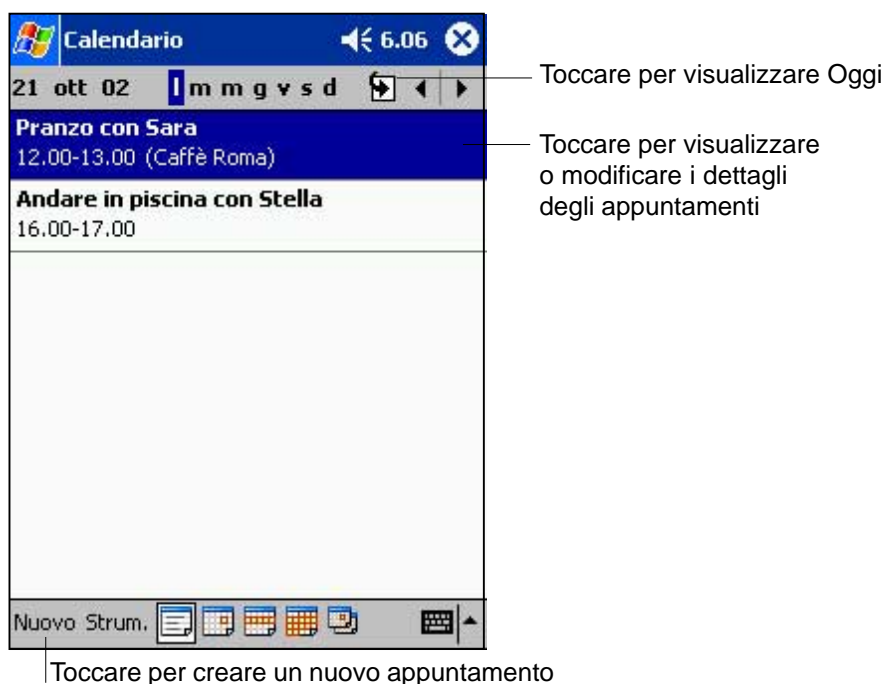 Calendario 6.06
21 ott 02 l m m g v s d
Toccare per visualizzare Oggi
Pranzo con Sara
12.00-13.00 (Caffè Roma)
Toccare per visualizzare
o modificare i dettagli
degli appuntamenti
Andare in piscina con Stella
16.00-17.00
Nuovo Strum.
Toccare per creare un nuovo appuntamento